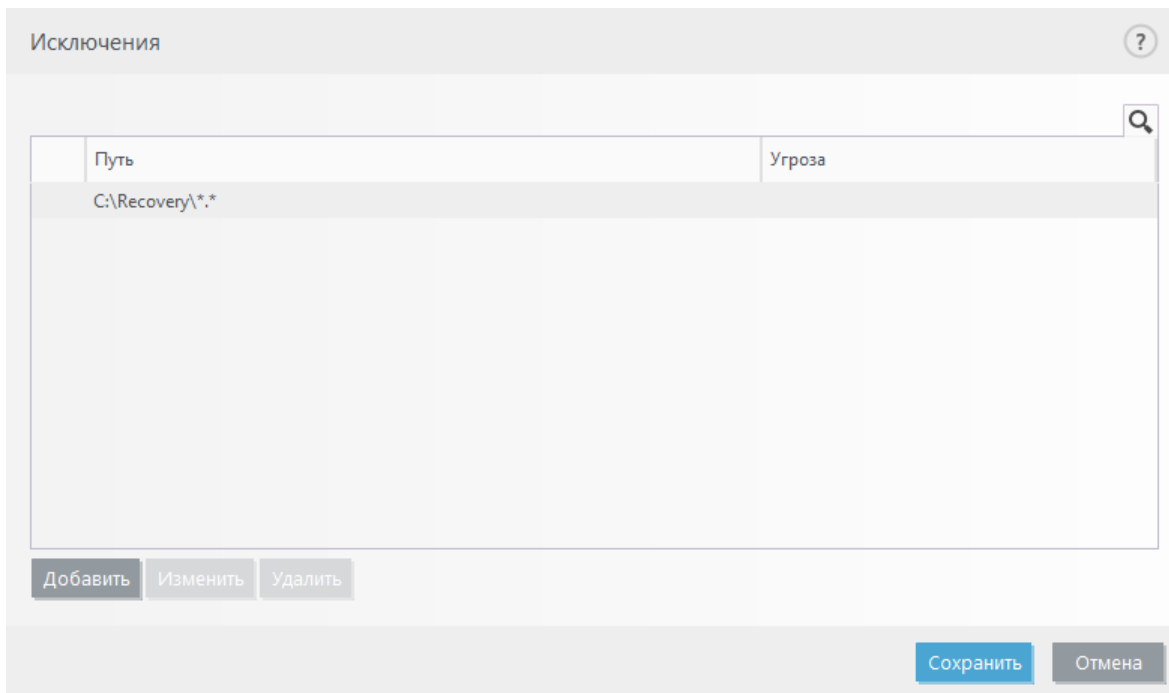 Исключения
?
Путь Угроза
C:\Recovery\*.*
Добавить Изменить Удалить
Сохранить Отмена